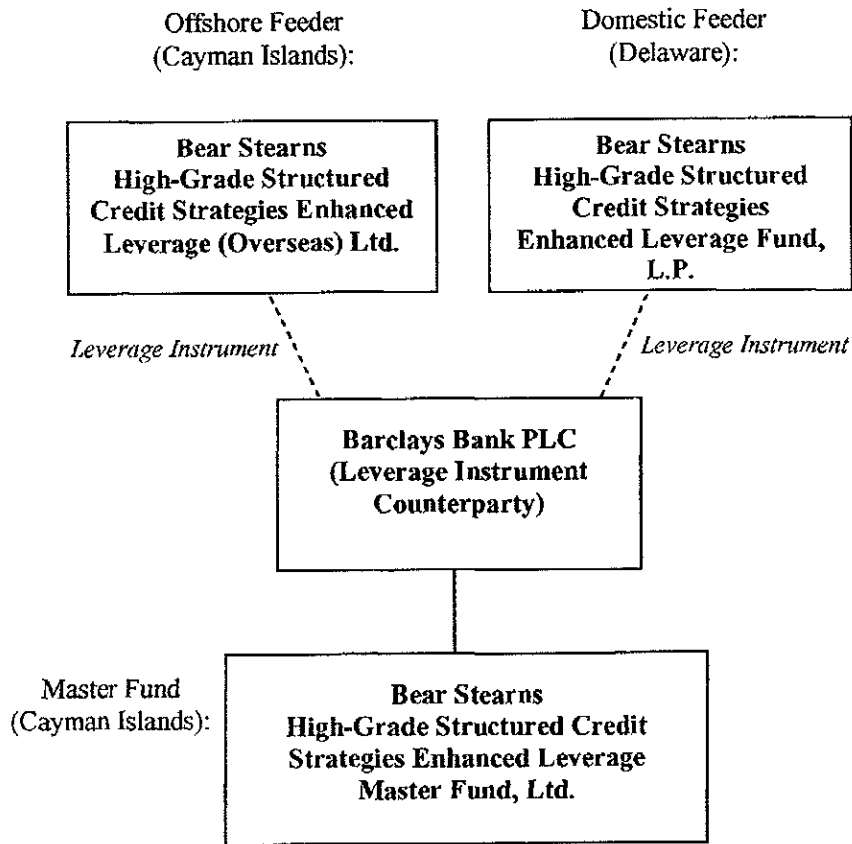 Offshore Feeder
(Cayman Islands):
Domestic Feeder
(Delaware):
Bear Stearns
High-Grade Structured
Credit Strategies Enhanced
Leverage (Overseas) Ltd.
Bear Stearns
High-Grade Structured
Credit Strategies
Enhanced Leverage Fund,
L.P.
Leverage Instrument
Leverage Instrument
Barclays Bank PLC
(Leverage Instrument
Counterparty)
Master Fund
(Cayman Islands):
Bear Stearns
High-Grade Structured Credit
Strategies Enhanced Leverage
Master Fund, Ltd.